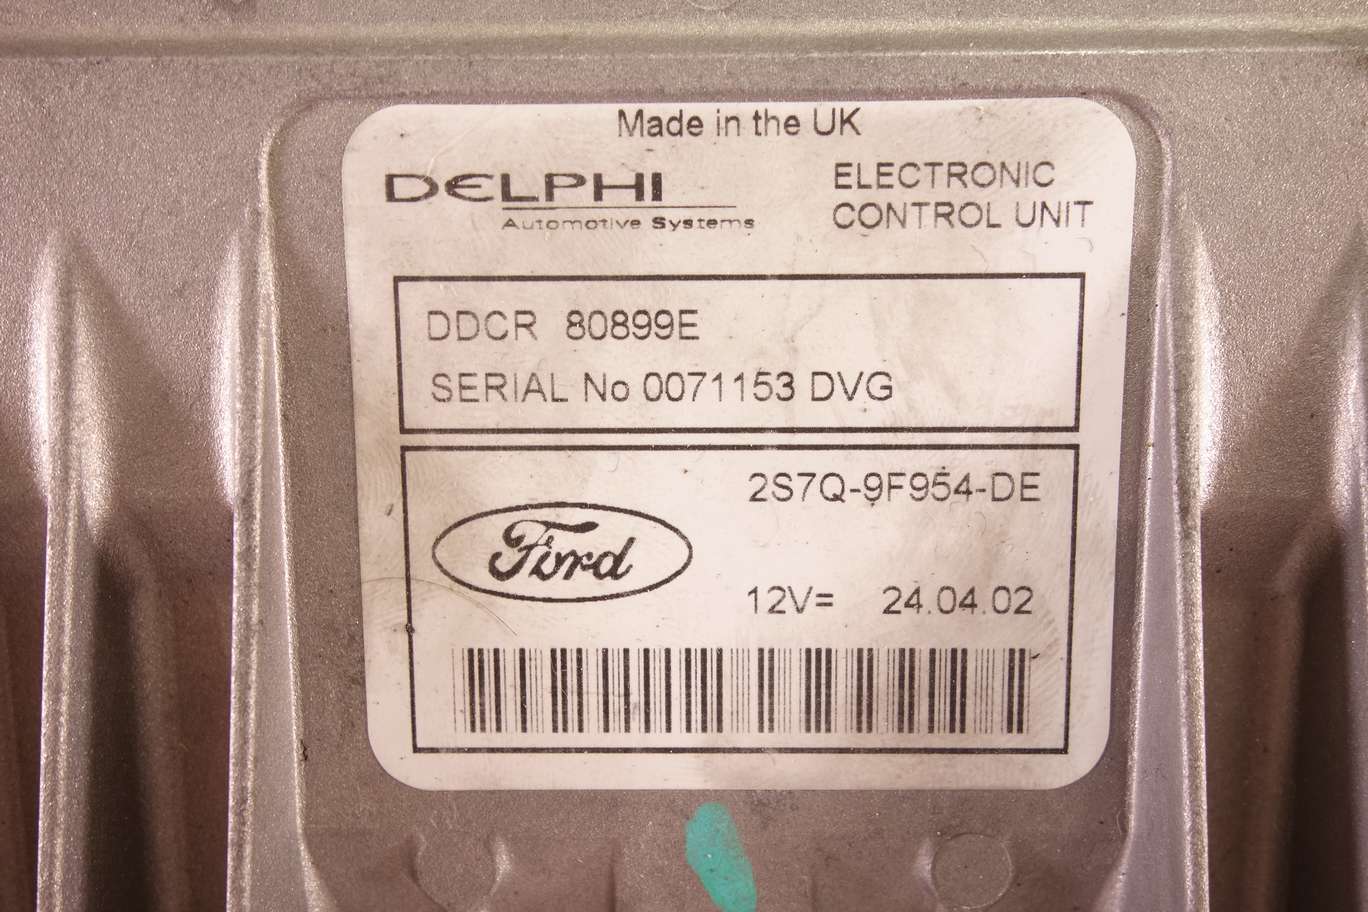 Made in the UK
DELPHI
Automotive Systems
ELECTRONIC
CONTROL UNIT
DDCR 80899E
SERIAL No 0071153 DVG
2S7Q-9F954-DE
Ford
12V= 24.04.02